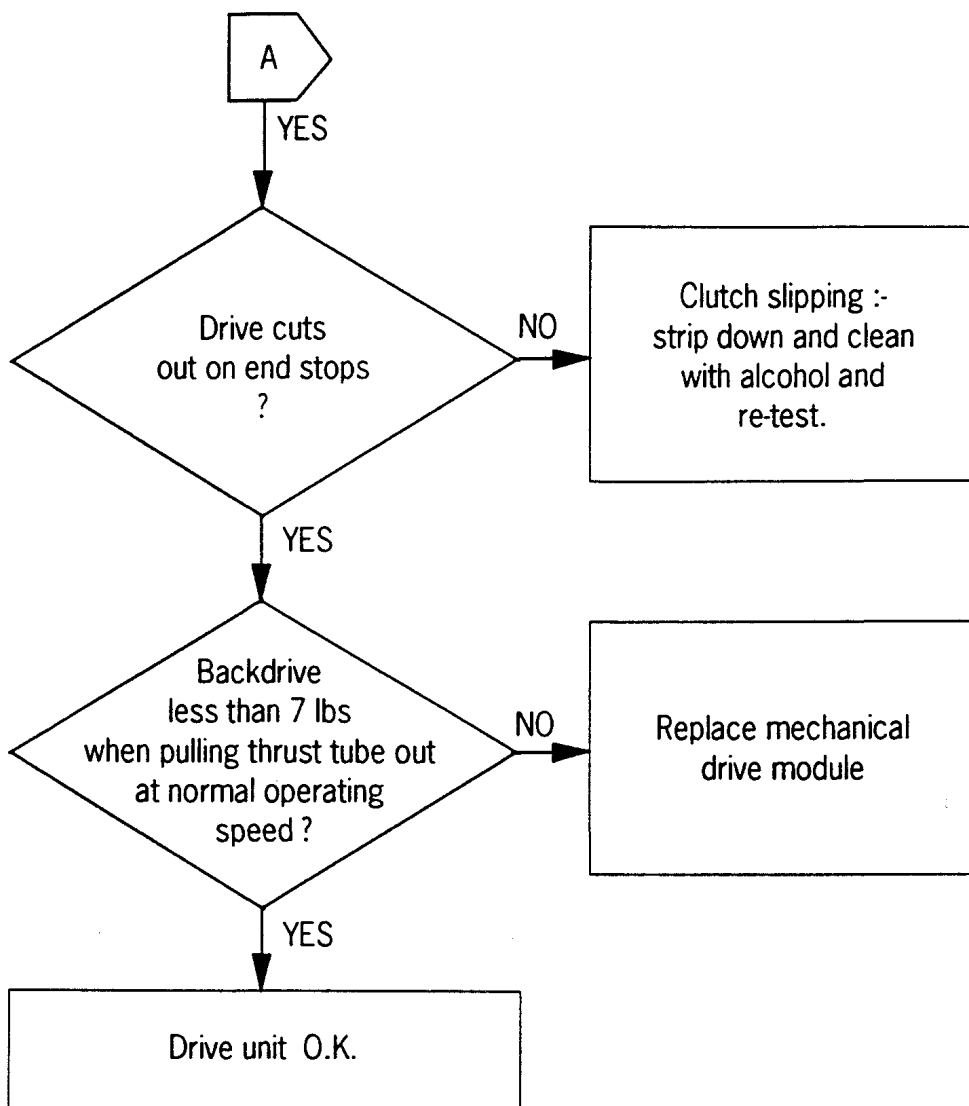 A
YES
Drive cuts
out on end stops
?
NO
Clutch slipping :-
strip down and clean
with alcohol and
re-test.
YES
Backdrive
less than 7 lbs
when pulling thrust tube out
at normal operating
speed ?
NO
Replace mechanical
drive module
YES
Drive unit O.K.